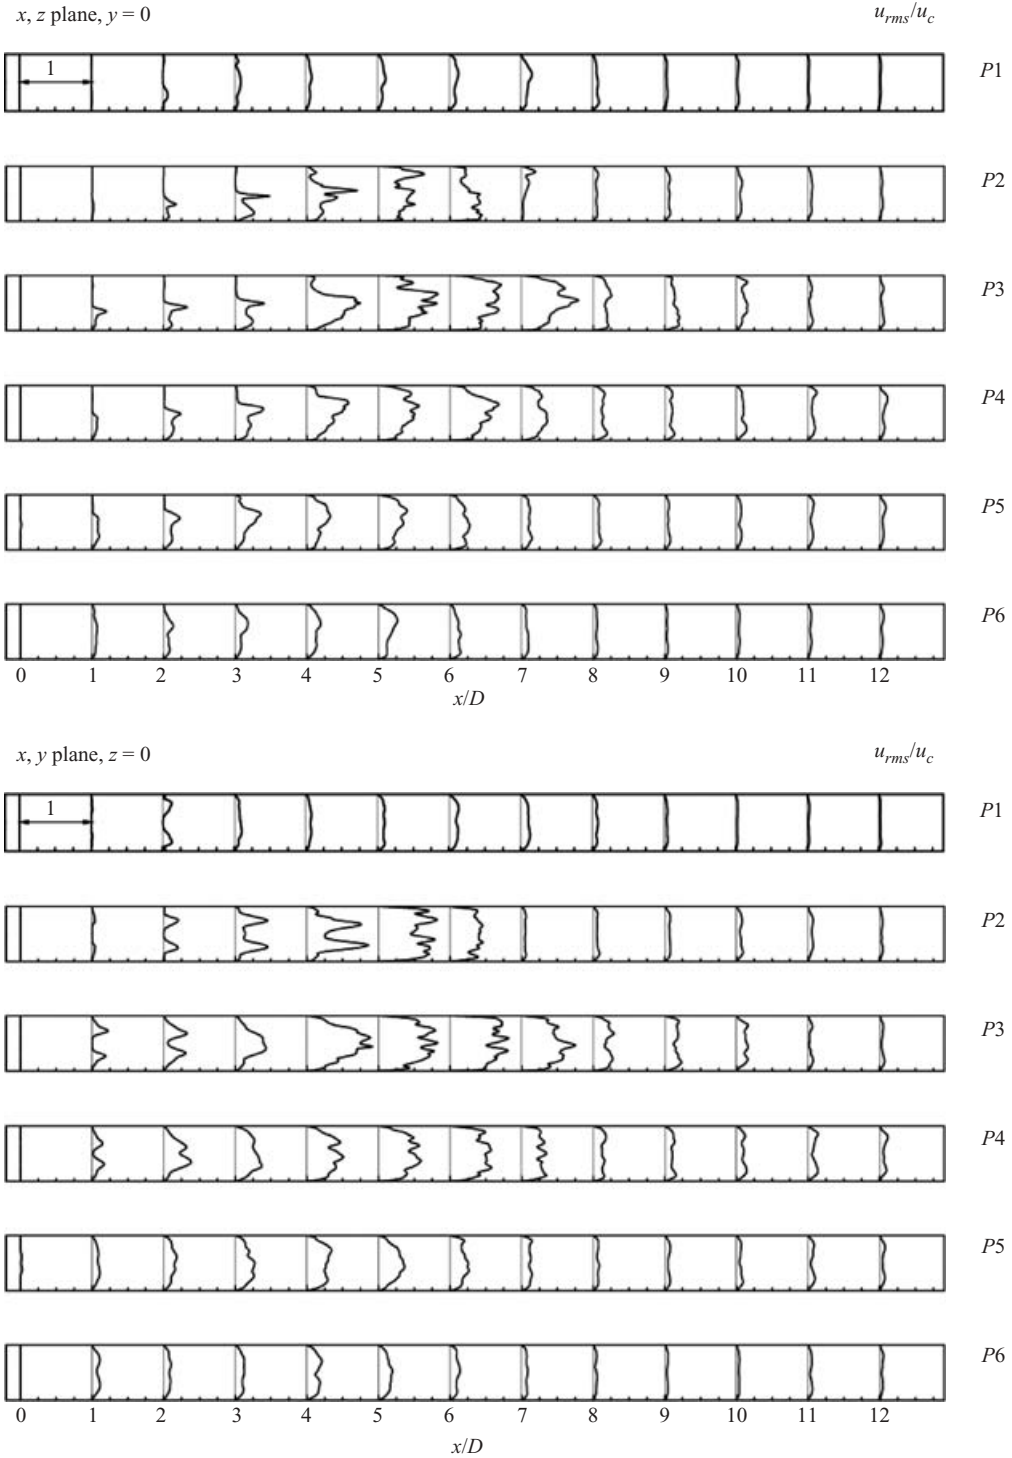 x, z plane, y = 0 u_rms/u_c
1
P1
P2
P3
P4
P5
P6
0 1 2 3 4 5 6 7 8 9 10 11 12
x/D
x, y plane, z = 0 u_rms/u_c
1
P1
P2
P3
P4
P5
P6
0 1 2 3 4 5 6 7 8 9 10 11 12
x/D